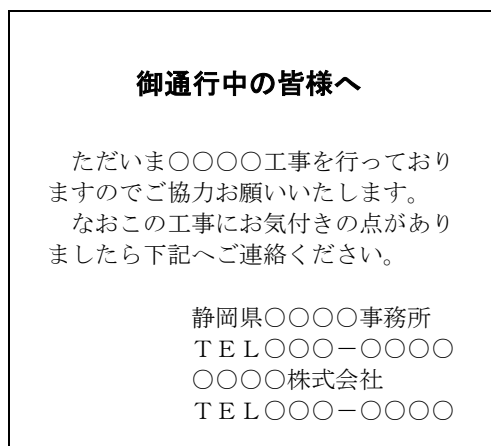 御通行中の皆様へ
　ただいま○○○○工事を行っており
ますのでご協力お願いいたします。
　なおこの工事にお気付きの点があり
ましたら下記へご連絡ください。
静岡県○○○○事務所
ＴＥＬ○○○－○○○○
○○○○株式会社
ＴＥＬ○○○－○○○○